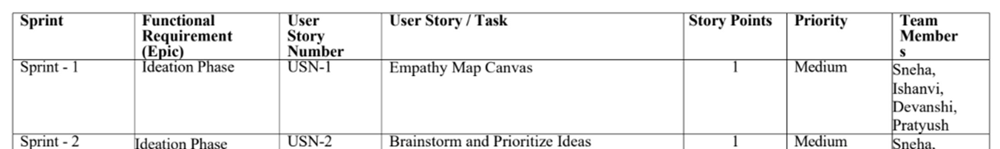 Sprint
Functional
Requirement
(Epic)
User
Story
Number
User Story / Task
Story Points
Priority
Team
Member
s
Sprint - 1
Ideation Phase
USN-1
Empathy Map Canvas
1
Medium
Sneha,
Ishanvi,
Devanshi,
Pratyush
Sprint - 2
Ideation Phase
USN-2
Brainstorm and Prioritize Ideas
1
Medium
Sneha,